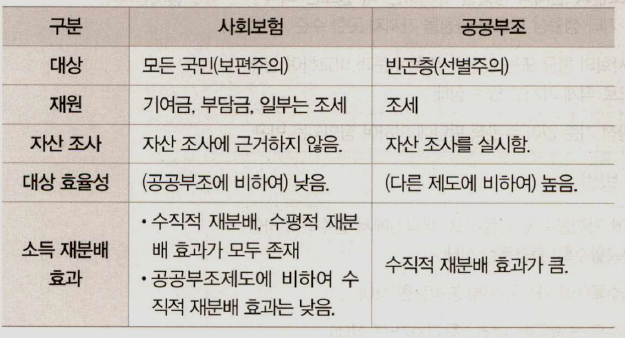 구분 사회보험 공공부조
대상 모든 국민(보편주의) 빈곤층(선별주의)
재원 기여금, 부담금, 일부는 조세 조세
자산 조사 자산 조사에 근거하지 않음. 자산 조사를 실시함.
대상 효율성 (공공부조에 비하여) 낮음. (다른 제도에 비하여) 높음.
소득 재분배
효과
• 수직적 재분배, 수평적 재분
배 효과가 모두 존재
• 공공부조제도에 비하여 수
직적 재분배 효과는 낮음.
수직적 재분배 효과가 큼.